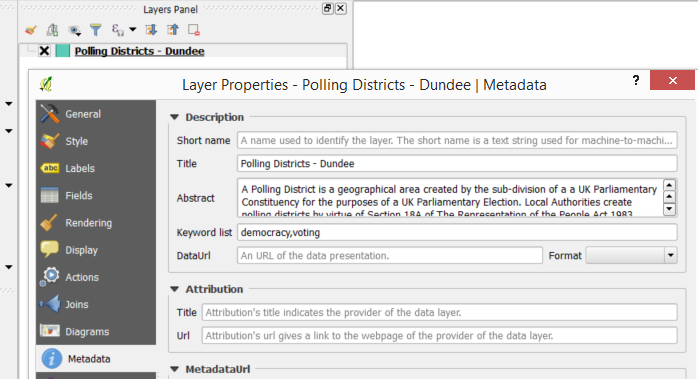 Layers Panel
Polling Districts - Dundee
Layer Properties - Polling Districts - Dundee | Metadata
?
General
Style
abc Labels
Fields
Rendering
Display
Actions
Joins
Diagrams
Metadata
Description
Short name A name used to identify the layer. The short name is a text string used for machine-to-machi...
Title Polling Districts - Dundee
Abstract
A Polling District is a geographical area created by the sub-division of a a UK Parliamentary
Constituency for the purposes of a UK Parliamentary Election. Local Authorities create
polling districts by virtue of Section 18A of The Representation of the People Act 1983.
Keyword list democracy,voting
DataUrl An URL of the data presentation. Format
Attribution
Title Attribution's title indicates the provider of the data layer.
Url Attribution's url gives a link to the webpage of the provider of the data layer.
MetadataUrl